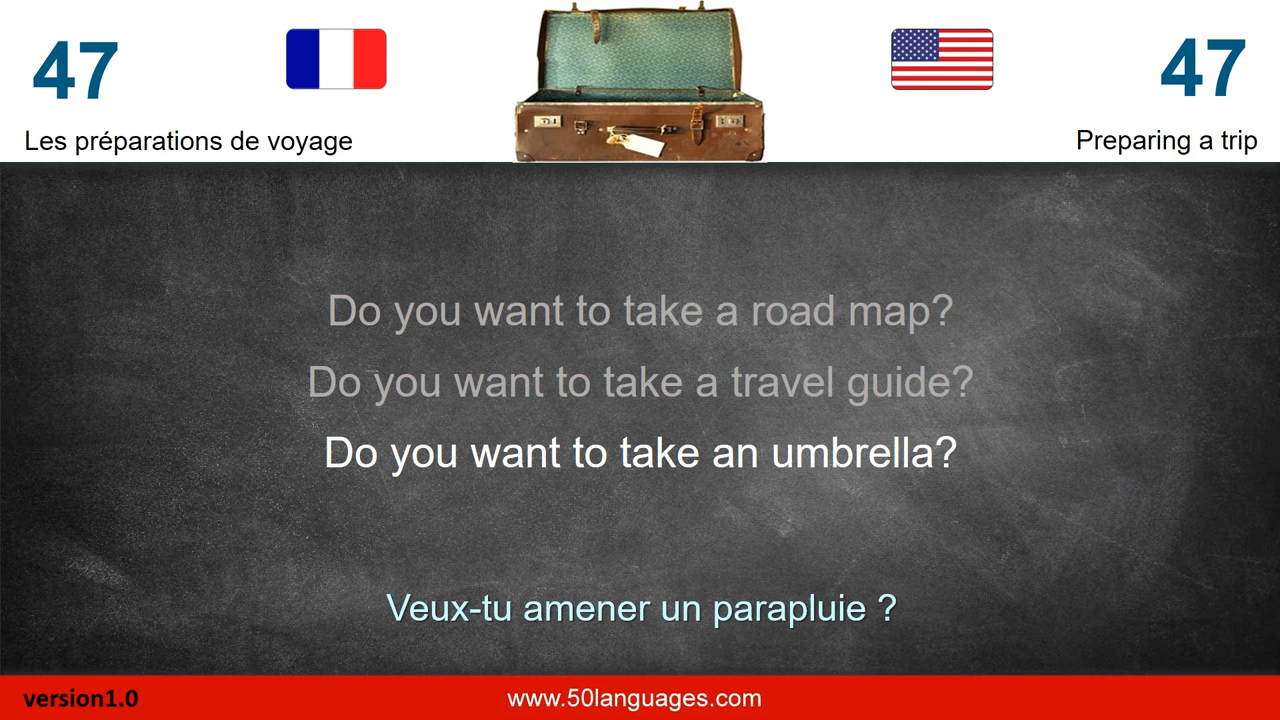 47
47
Les préparations de voyage
Preparing a trip
Do you want to take a road map?
Do you want to take a travel guide?
Do you want to take an umbrella?
Veux-tu amener un parapluie ?
version1.0
www.50languages.com